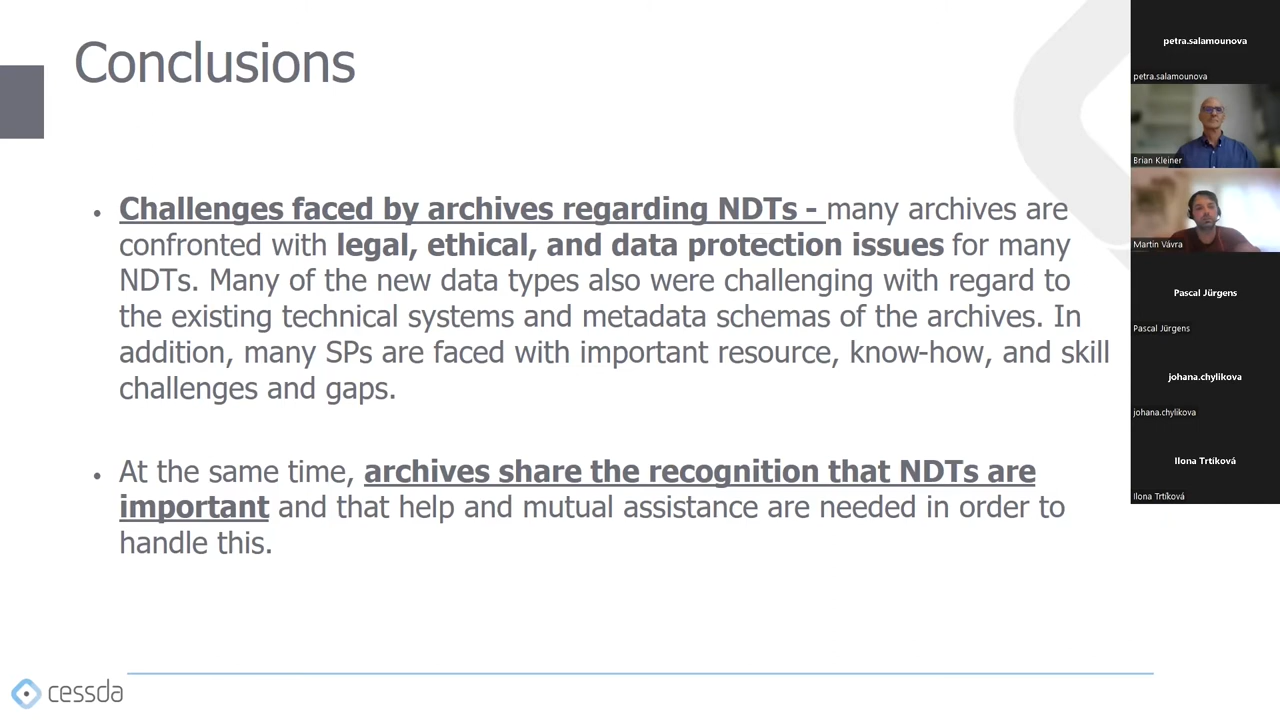 Conclusions
• Challenges faced by archives regarding NDTs - many archives are
confronted with legal, ethical, and data protection issues for many
NDTs. Many of the new data types also were challenging with regard to
the existing technical systems and metadata schemas of the archives. In
addition, many SPs are faced with important resource, know-how, and skill
challenges and gaps.
• At the same time, archives share the recognition that NDTs are
important and that help and mutual assistance are needed in order to
handle this.
cessda
petra.salamounova
petra.salamounova
Brian Kleiner
Martin Vávra
Pascal Jürgens
Pascal Jürgens
johana.chylikova
johana.chylikova
Ilona Trtíková
Ilona Trtíková